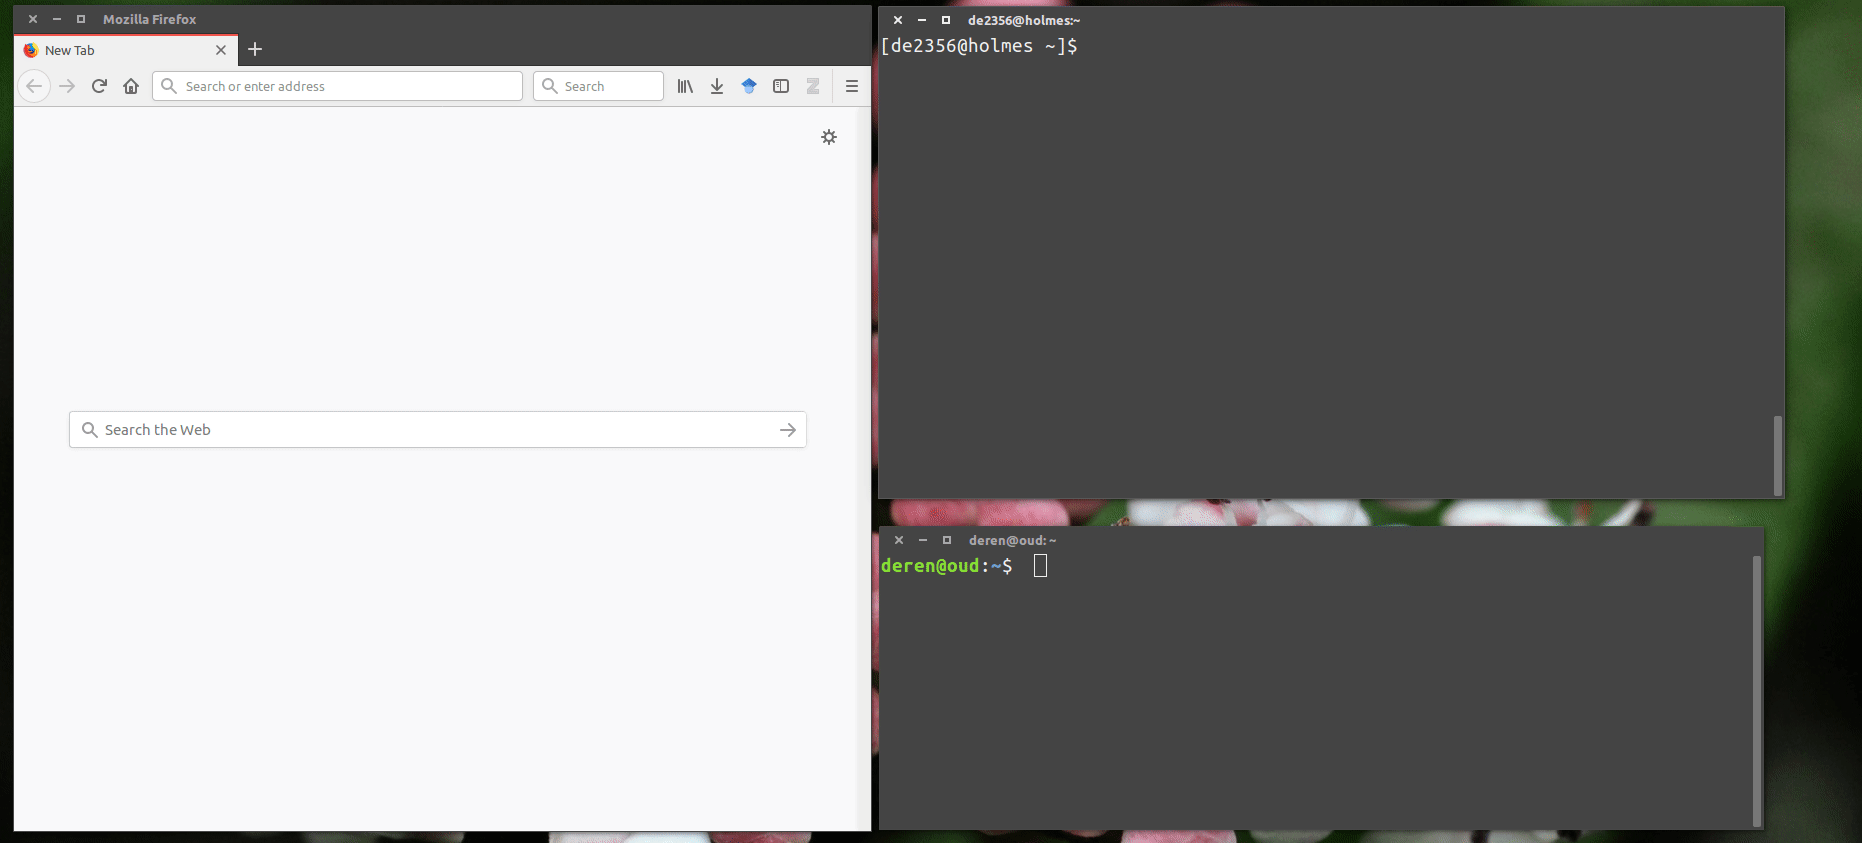 Mozilla Firefox
New Tab
Search or enter address
Search
Search the Web
de2356@holmes:~
[de2356@holmes ~]$
deren@oud: ~
deren@oud:~$